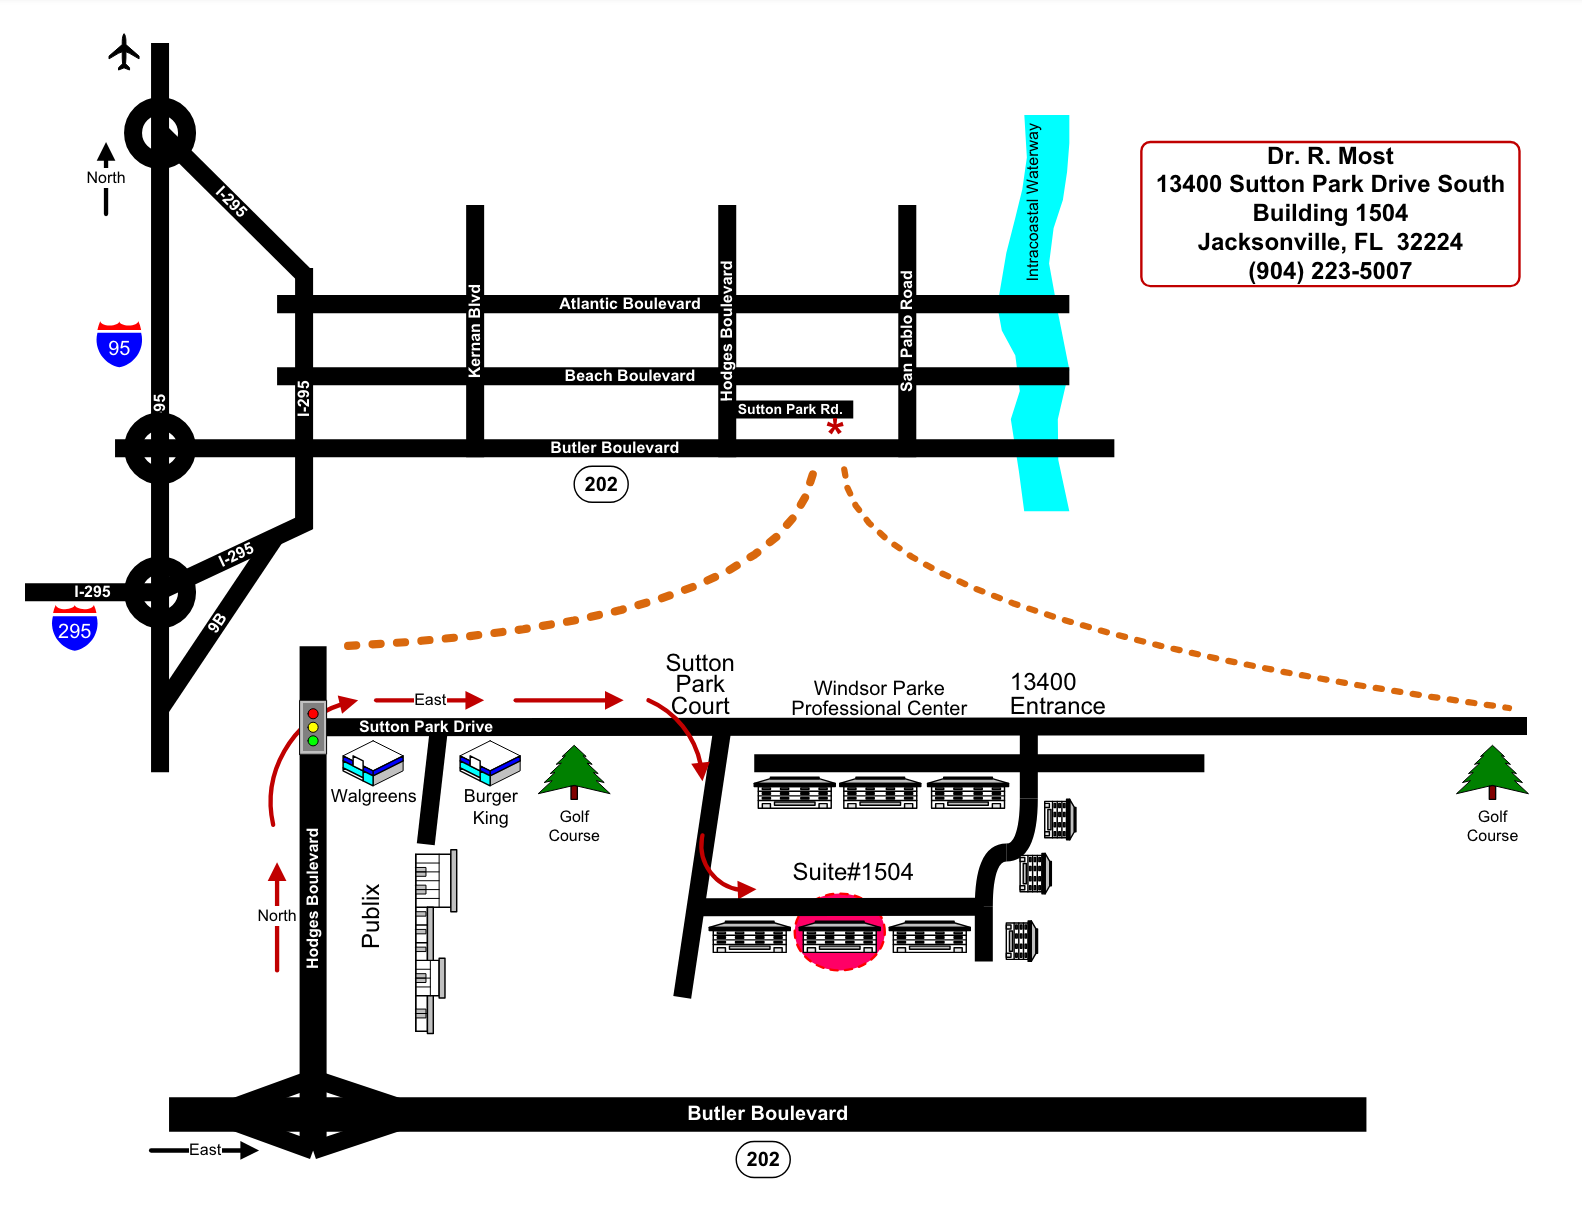 Dr. R. Most
13400 Sutton Park Drive South
Building 1504
Jacksonville, FL  32224
(904) 223-5007
North
I-295
Intracoastal Waterway
Atlantic Boulevard
Kernan Blvd
Hodges Boulevard
San Pablo Road
95
Beach Boulevard
95
I-295
Sutton Park Rd.
*
Butler Boulevard
202
I-295
I-295
295
9B
Sutton
Park
Court
Windsor Parke
Professional Center
13400
Entrance
East
Sutton Park Drive
Walgreens
Burger
King
Golf
Course
Golf
Course
Suite#1504
North
Hodges Boulevard
Publix
Butler Boulevard
East
202